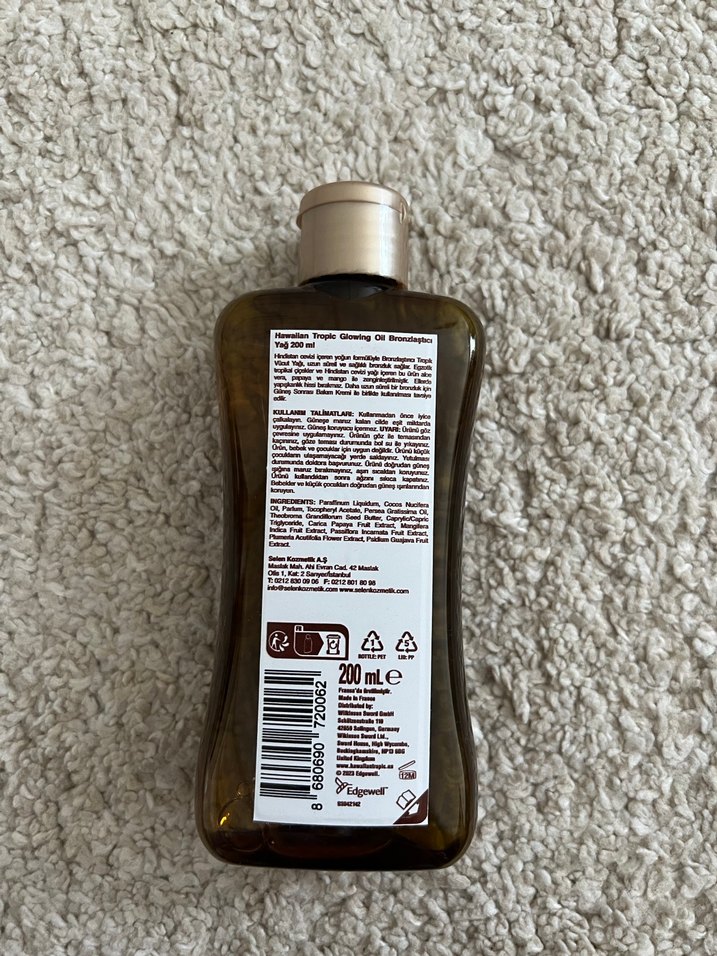 Hawaiian Tropic Glowing Oil Bronzlaştıcı
Yağ 200 ml
Hindistan cevizi içeren yoğun formülüyle Bronzlaştırıcı Tropik
Vücut Yağı, uzun süreli ve sağlıklı bronzluk sağlar. Egzotik
tropikal çiçekler ve Hindistan cevizi yağı içeren bu ürün aloe
vera, papaya ve mango ile zenginleştirilmiştir. Ellerde
yapışkanlık hissi bırakmaz. Daha uzun süreli bir bronzluk için
Güneş Sonrası Bakım Kremi ile birlikte kullanılması tavsiye
edilir.
KULLANIM TALİMATLARI: Kullanmadan önce iyice
çalkalayın. Güneşe maruz kalan cilde eşit miktarda
uygulayınız. Güneş koruyucu içermez. UYARI: Ürünü göz
çevresine uygulamayınız. Ürünün göz ile temasından
kaçınınız, göze teması durumunda bol su ile yıkayınız.
Ürün, bebek ve çocuklar için uygun değildir. Ürünü küçük
çocukların ulaşamayacağı yerde saklayınız. Yutulması
durumunda doktora başvurunuz. Ürünü doğrudan güneş
ışığına maruz bırakmayınız, aşırı sıcaktan koruyunuz.
Ürünü kullandıktan sonra ağzını sıkıca kapatınız.
Bebekler ve küçük çocukları doğrudan güneş ışınlarından
koruyun.
INGREDIENTS: Paraffinum Liquidum, Cocos Nucifera
Oil, Parfum, Tocopheryl Acetate, Persea Gratissima Oil,
Theobroma Grandiflorum Seed Butter, Caprylic/Capric
Triglyceride, Carica Papaya Fruit Extract, Mangifera
Indica Fruit Extract, Passiflora Incarnata Fruit Extract,
Plumeria Acutifolia Flower Extract, Psidium Guajava Fruit
Extract.
Selen Kozmetik A.Ş
Maslak Mah. Ahi Evran Cad. 42 Maslak
Ofis 1, Kat: 2 Sarıyer/İstanbul
T: 0212 830 09 06 F: 0212 801 80 98
info@selenkozmetik.com www.selenkozmetik.com
FR
1
BOTTLE: PET
5
LID: PP
200 mL e
Fransa'da üretilmiştir.
Made in France
Distributed by:
Wilkinson Sword GmbH
Schützenstraße 110
42659 Solingen, Germany
Wilkinson Sword Ltd.,
Sword House, High Wycombe,
Buckinghamshire, HP13 6DG
United Kingdom
www.hawaiiantropic.eu
© 2023 Edgewell.
12M
Edgewell™
8 680690 720062